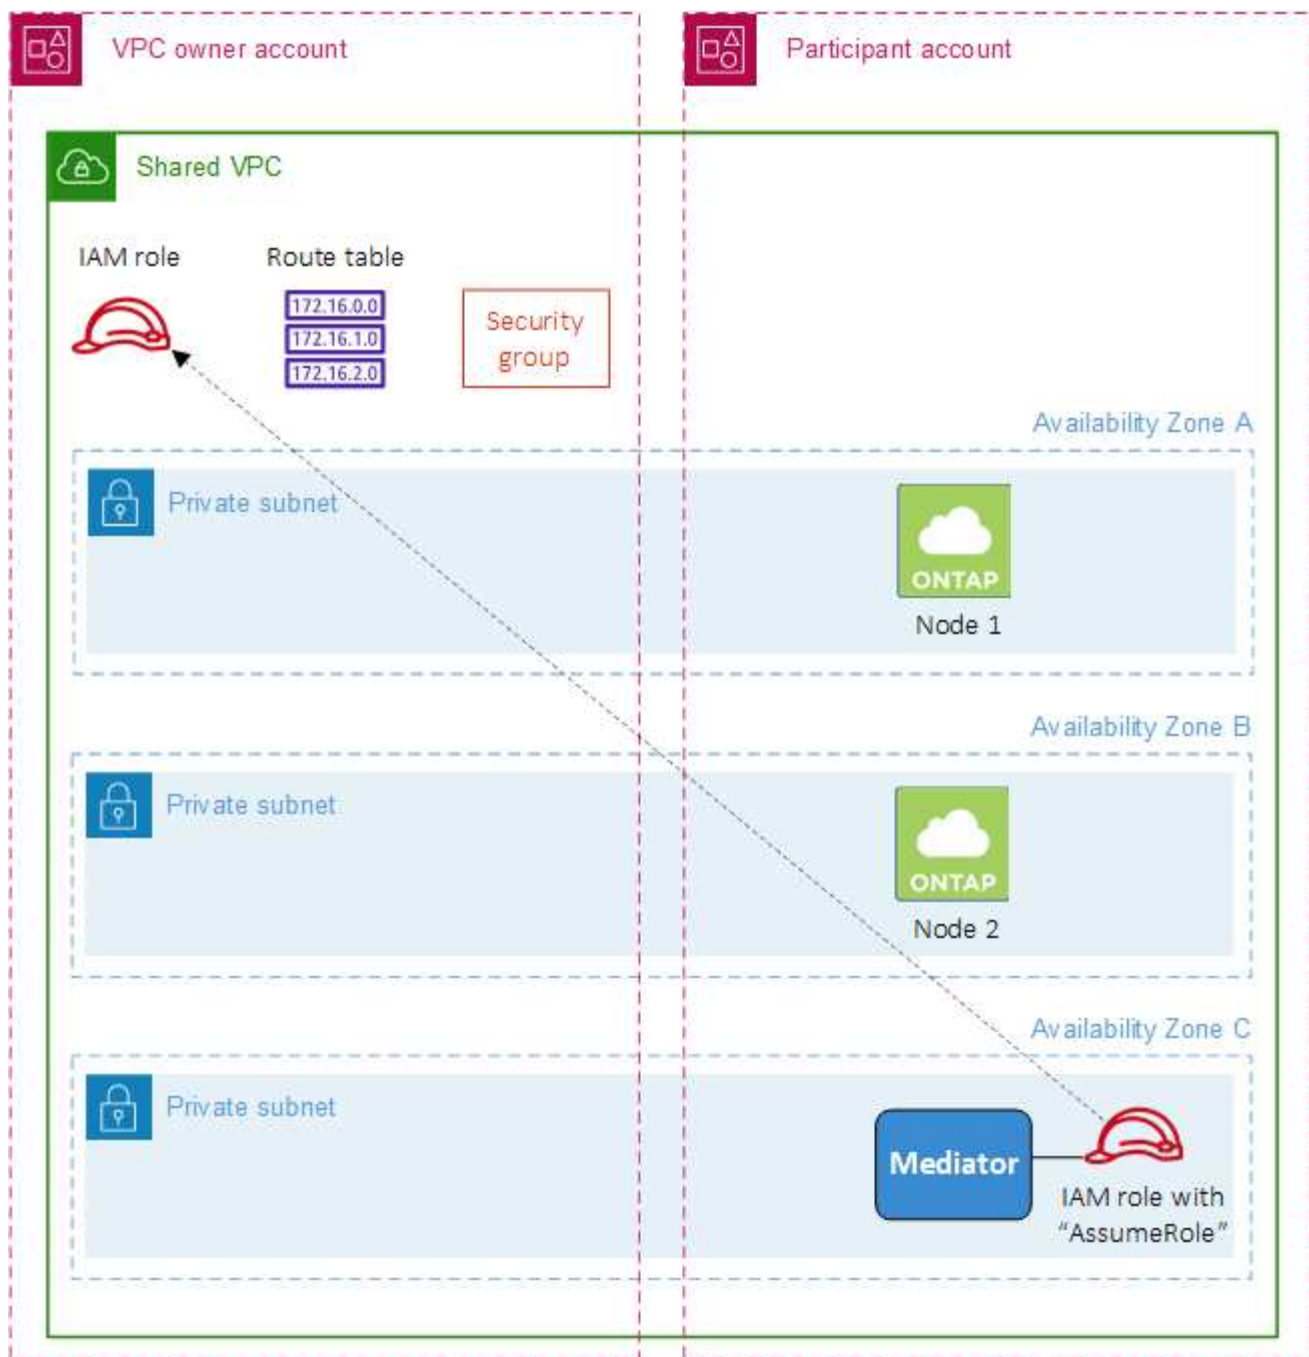 VPC owner account
Participant account
Shared VPC
IAM role
Route table
172.16.0.0
172.16.1.0
172.16.2.0
Security
group
Availability Zone A
Private subnet
ONTAP
Node 1
Availability Zone B
Private subnet
ONTAP
Node 2
Availability Zone C
Private subnet
Mediator
IAM role with
“AssumeRole”